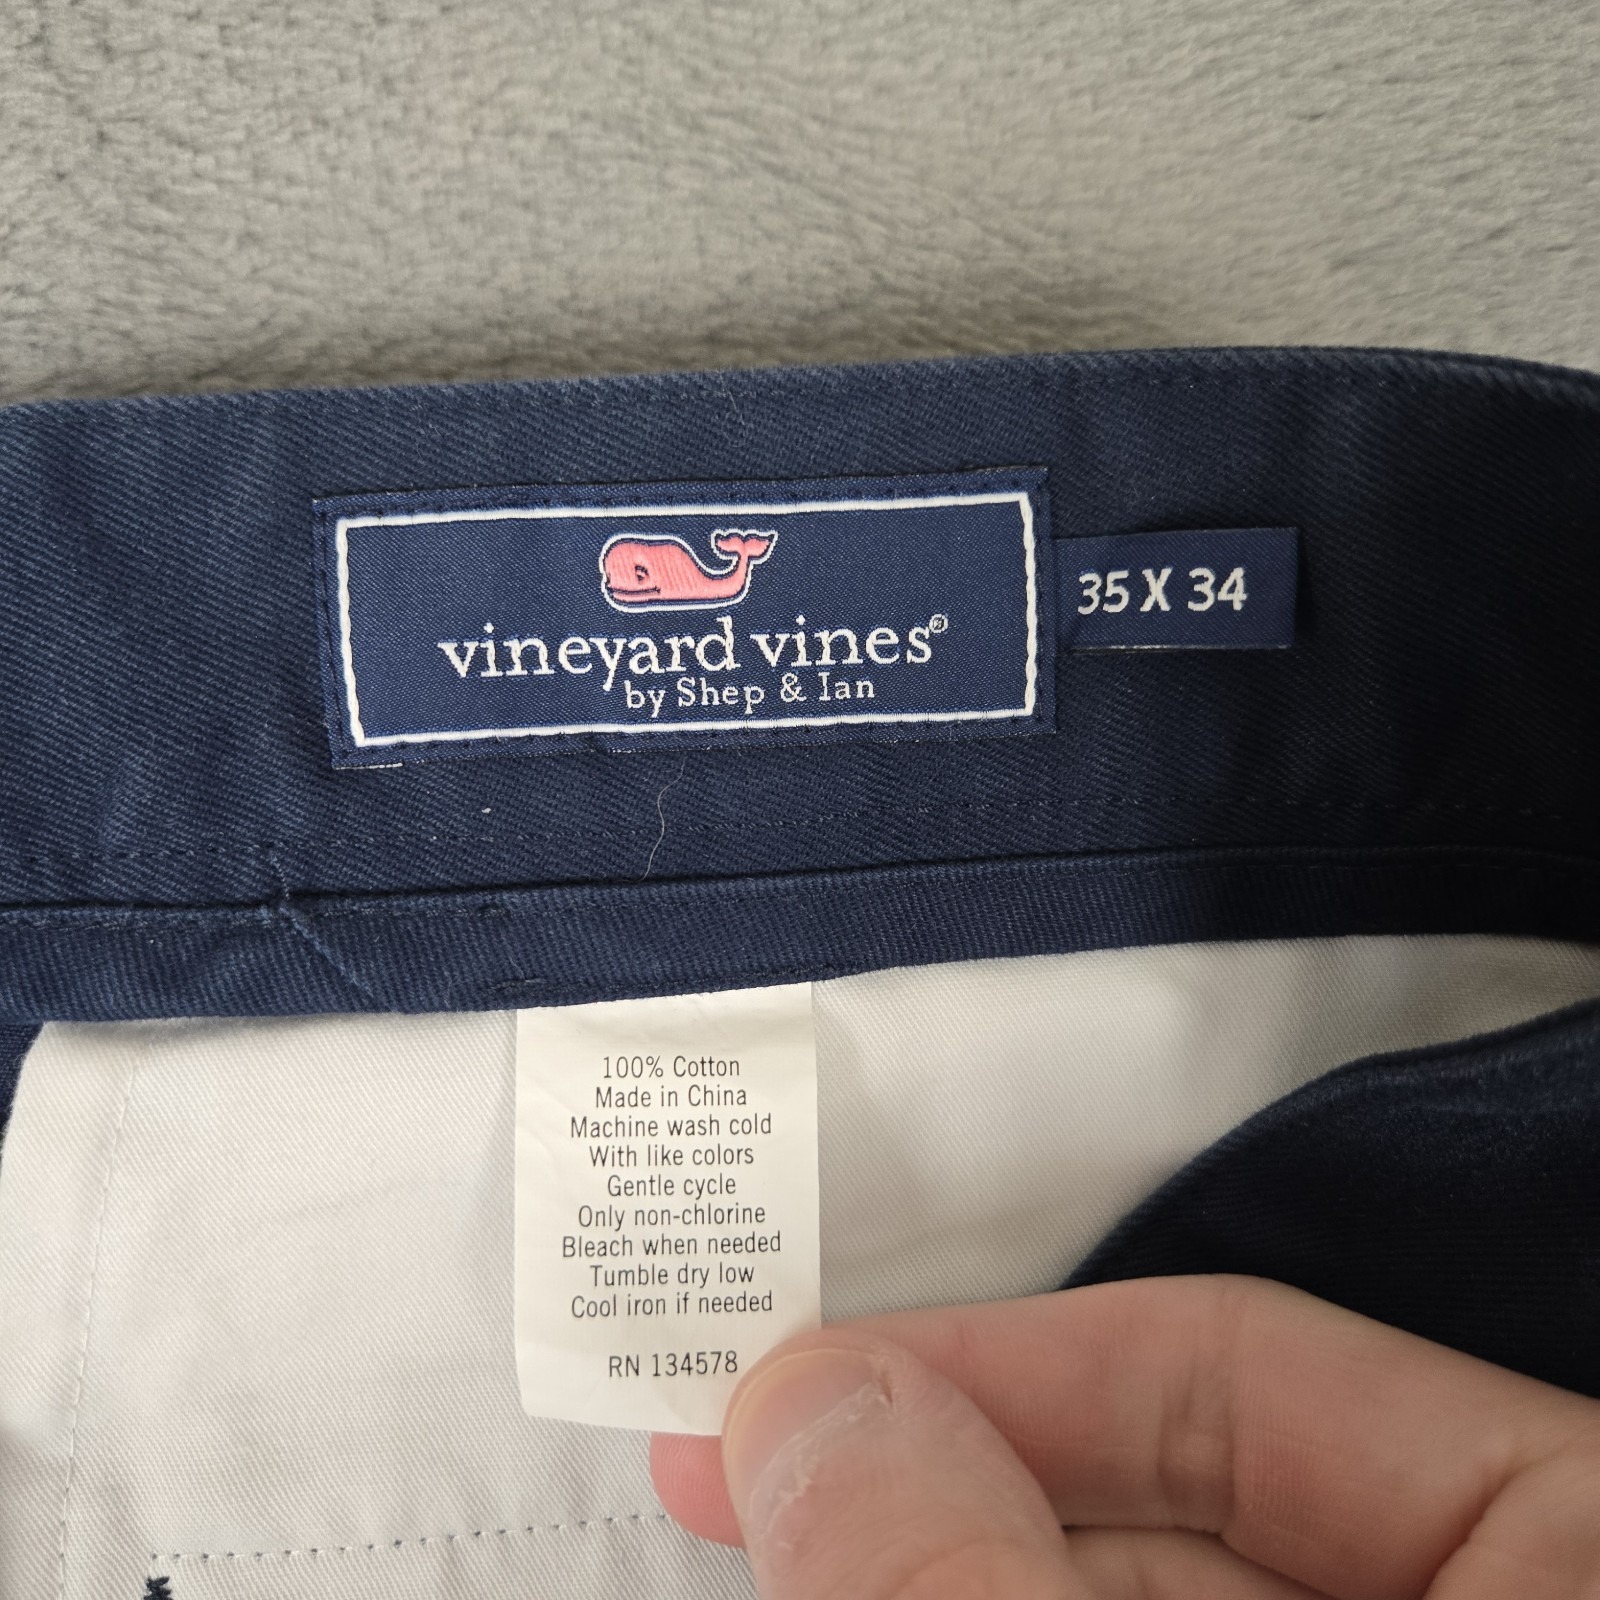 vineyard vines®
by Shep & Ian
35 X 34
100% Cotton
Made in China
Machine wash cold
With like colors
Gentle cycle
Only non-chlorine
Bleach when needed
Tumble dry low
Cool iron if needed
RN 134578